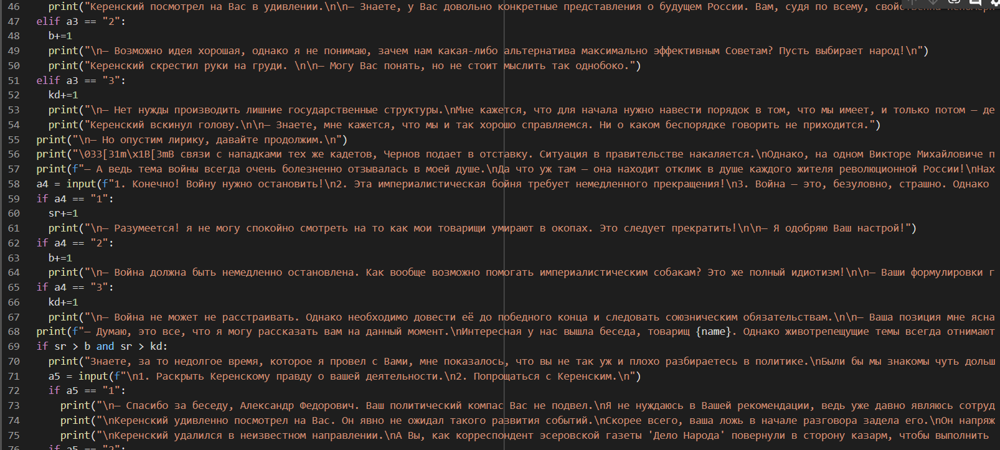 46 print("Керенский посмотрел на Вас в удивлении.\n\n— Знаете, у Вас довольно конкретные представления о будущем России. Вам, судя по всему,
47 elif a3 == "2":
48 b+=1
49 print("\n— Возможно идея хорошая, однако я не понимаю, зачем нам какая-либо альтернатива максимально эффективным Советам? Пусть выбирает народ!\n")
50 print("Керенский скрестил руки на груди. \n\n— Могу Вас понять, но не стоит мыслить так однобоко.")
51 elif a3 == "3":
52 kd+=1
53 print("\n— Нет нужды производить лишние государственные структуры.\nМне кажется, что для начала нужно навести порядок в том, что мы имеет, и только потом — де
54 print("Керенский вскинул голову.\n\n— Знаете, мне кажется, что мы и так хорошо справляемся. Ни о каком беспорядке говорить не приходится.")
55 print("\n— Но опустим лирику, давайте продолжим.\n")
56 print("\033[31m\x1B[3mВ связи с нападками тех же кадетов, Чернов подает в отставку. Ситуация в правительстве накаляется.\nОднако, на одном Викторе Михайловиче п
57 print(f"— А ведь тема войны всегда очень болезненно отзывалась в моей душе.\nДа что уж там — она находит отклик в душе каждого жителя революционной России!\nНах
58 a4 = input(f"1. Конечно! Войну нужно остановить!\n2. Эта империалистическая бойня требует немедленного прекращения!\n3. Война — это, безуловно, страшно. Однако
59 if a4 == "1":
60 sr+=1
61 print("\n— Разумеется! я не могу спокойно смотреть на то как мои товарищи умирают в окопах. Это следует прекратить!\n\n— Я одобряю Ваш настрой!")
62 if a4 == "2":
63 b+=1
64 print("\n— Война должна быть немедленно остановлена. Как вообще возможно помогать империалистическим собакам? Это же полный идиотизм!\n\n— Ваши формулировки г
65 if a4 == "3":
66 kd+=1
67 print("\n— Война не может не расстраивать. Однако необходимо довести её до победного конца и следовать союзническим обязательствам.\n\n— Ваша позиция мне ясна
68 print(f"— Думаю, это все, что я могу рассказать вам на данный момент.\nИнтересная у нас вышла беседа, товарищ {name}. Однако животрепещущие темы всегда отнимают
69 if sr > b and sr > kd:
70 print("Знаете, за то недолгое время, которое я провел с Вами, мне показалось, что вы не так уж и плохо разбираетесь в политике.\nБыли бы мы знакомы чуть дольш
71 a5 = input(f"\n1. Раскрыть Керенскому правду о вашей деятельности.\n2. Попрощаться с Керенским.\n")
72 if a5 == "1":
73 print("\n— Спасибо за беседу, Александр Федорович. Ваш политический компас Вас не подвел.\nЯ не нуждаюсь в Вашей рекомендации, ведь уже давно являюсь сотруд
74 print("\nКеренский удивленно посмотрел на Вас. Он явно не ожидал такого развития событий.\nСкорее всего, ваша ложь в начале разговора задела его.\nОн напряж
75 print("\nКеренский удалился в неизвестном направлении.\nА Вы, как корреспондент эсеровской газеты 'Дело Народа' повернули в сторону казарм, чтобы выполнить
76 if a5 == "2":